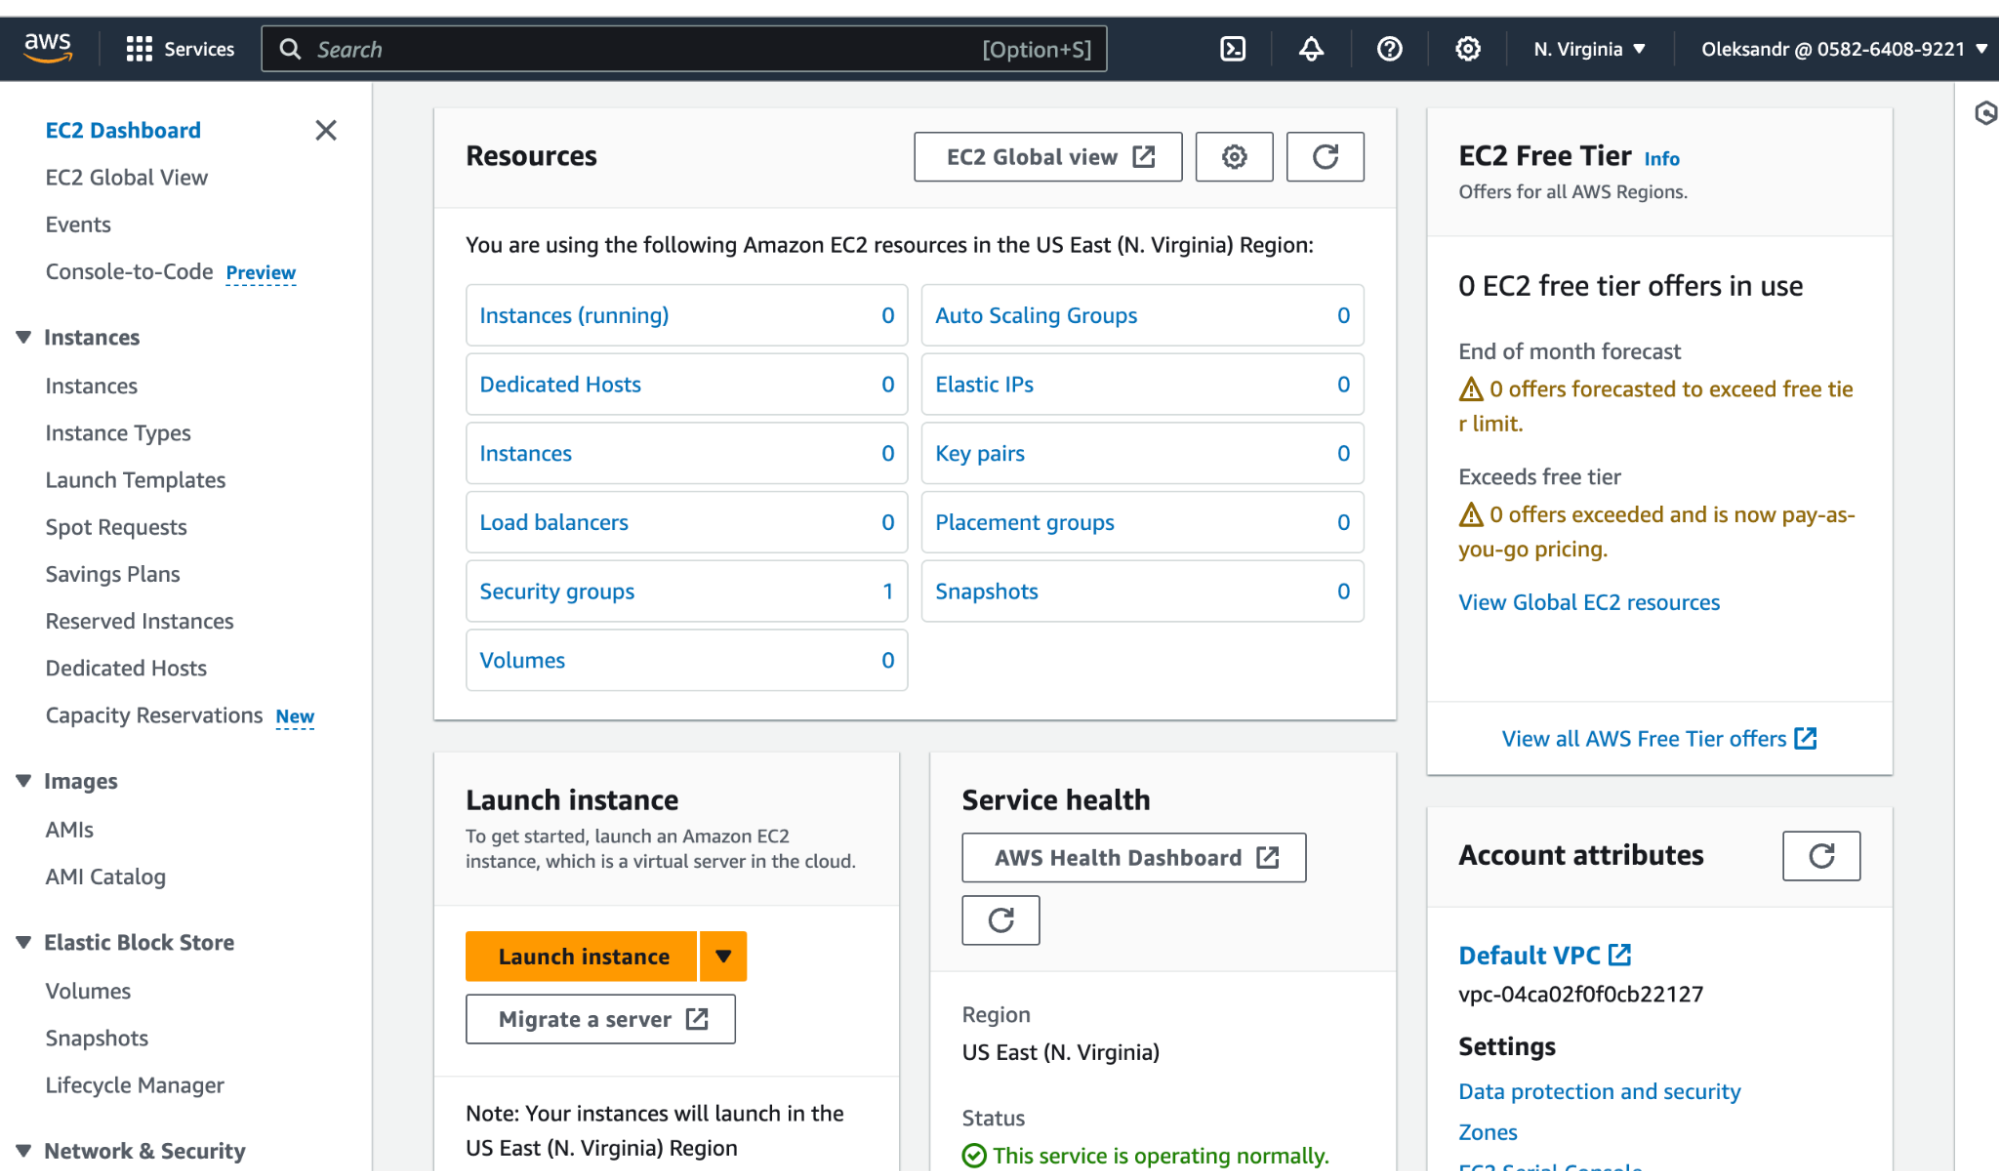 aws
Services
Search [Option+S]
N. Virginia
Oleksandr @ 0582-6408-9221
EC2 Dashboard
EC2 Global View
Events
Console-to-Code Preview
Instances
Instances
Instance Types
Launch Templates
Spot Requests
Savings Plans
Reserved Instances
Dedicated Hosts
Capacity Reservations New
Images
AMIs
AMI Catalog
Elastic Block Store
Volumes
Snapshots
Lifecycle Manager
Network & Security
Resources
EC2 Global view
You are using the following Amazon EC2 resources in the US East (N. Virginia) Region:
Instances (running) 0
Auto Scaling Groups 0
Dedicated Hosts 0
Elastic IPs 0
Instances 0
Key pairs 0
Load balancers 0
Placement groups 0
Security groups 1
Snapshots 0
Volumes 0
Launch instance
To get started, launch an Amazon EC2
instance, which is a virtual server in the cloud.
Launch instance
Migrate a server
Note: Your instances will launch in the
US East (N. Virginia) Region
Service health
AWS Health Dashboard
Region
US East (N. Virginia)
Status
This service is operating normally.
EC2 Free Tier Info
Offers for all AWS Regions.
0 EC2 free tier offers in use
End of month forecast
0 offers forecasted to exceed free tie
r limit.
Exceeds free tier
0 offers exceeded and is now pay-as-
you-go pricing.
View Global EC2 resources
View all AWS Free Tier offers
Account attributes
Default VPC
vpc-04ca02f0f0cb22127
Settings
Data protection and security
Zones
EC2 Serial Console